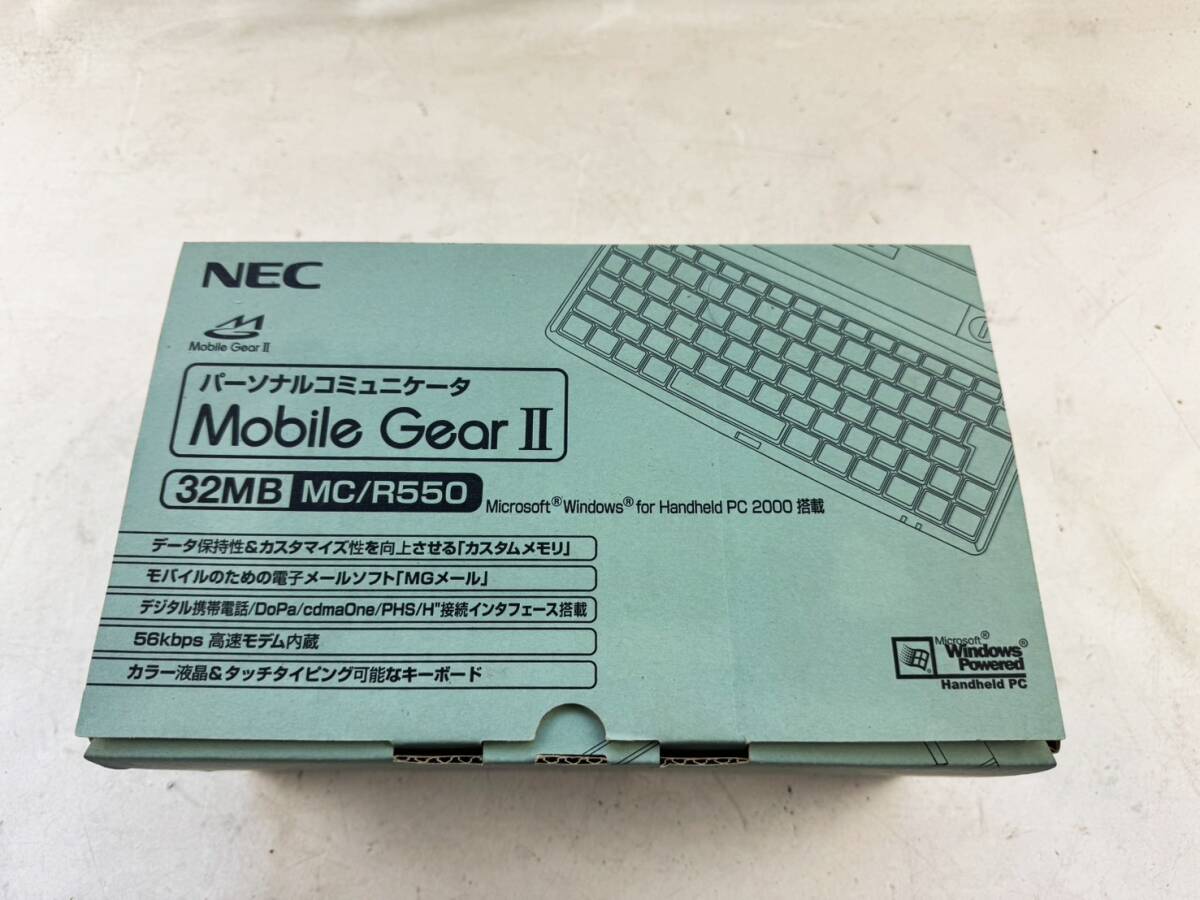 NEC
Mobile Gear II
パーソナルコミュニケータ
Mobile Gear II
32MB MC/R550 Microsoft® Windows® for Handheld PC 2000 搭載
データ保持性&カスタマイズ性を向上させる「カスタムメモリ」
モバイルのための電子メールソフト「MGメール」
デジタル携帯電話/DoPa/cdmaOne/PHS/H"接続インタフェース搭載
56kbps 高速モデム内蔵
カラー液晶&タッチタイピング可能なキーボード
Microsoft®
Windows®
Powered
Handheld PC